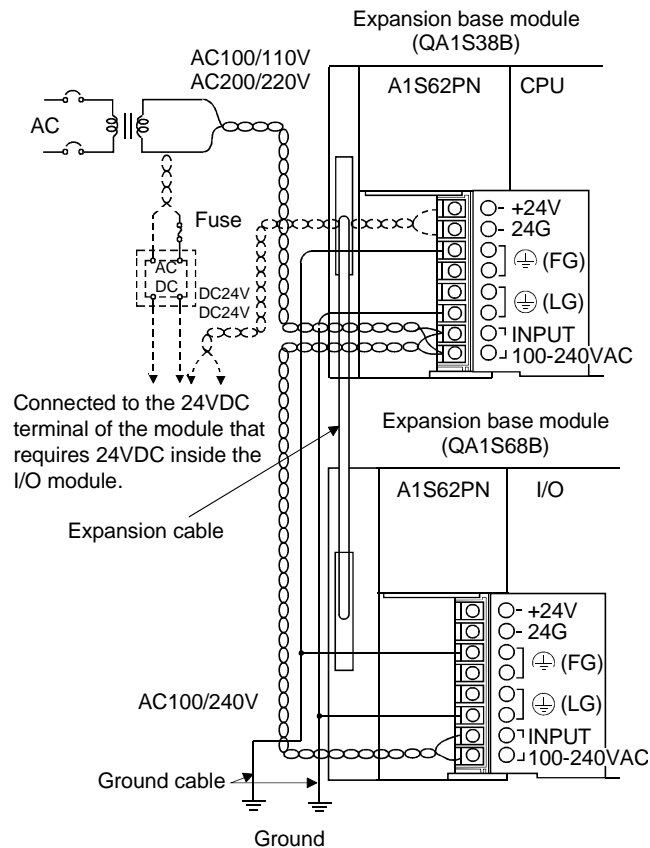 Expansion base module
(QA1S38B)
AC100/110V
AC200/220V
A1S62PN
CPU
AC
Fuse
+24V
24G
(FG)
(LG)
INPUT
100-240VAC
AC
DC
DC24V
DC24V
Connected to the 24VDC
terminal of the module that
requires 24VDC inside the
I/O module.
Expansion base module
(QA1S68B)
A1S62PN
I/O
Expansion cable
+24V
24G
(FG)
(LG)
INPUT
100-240VAC
AC100/240V
Ground cable
Ground